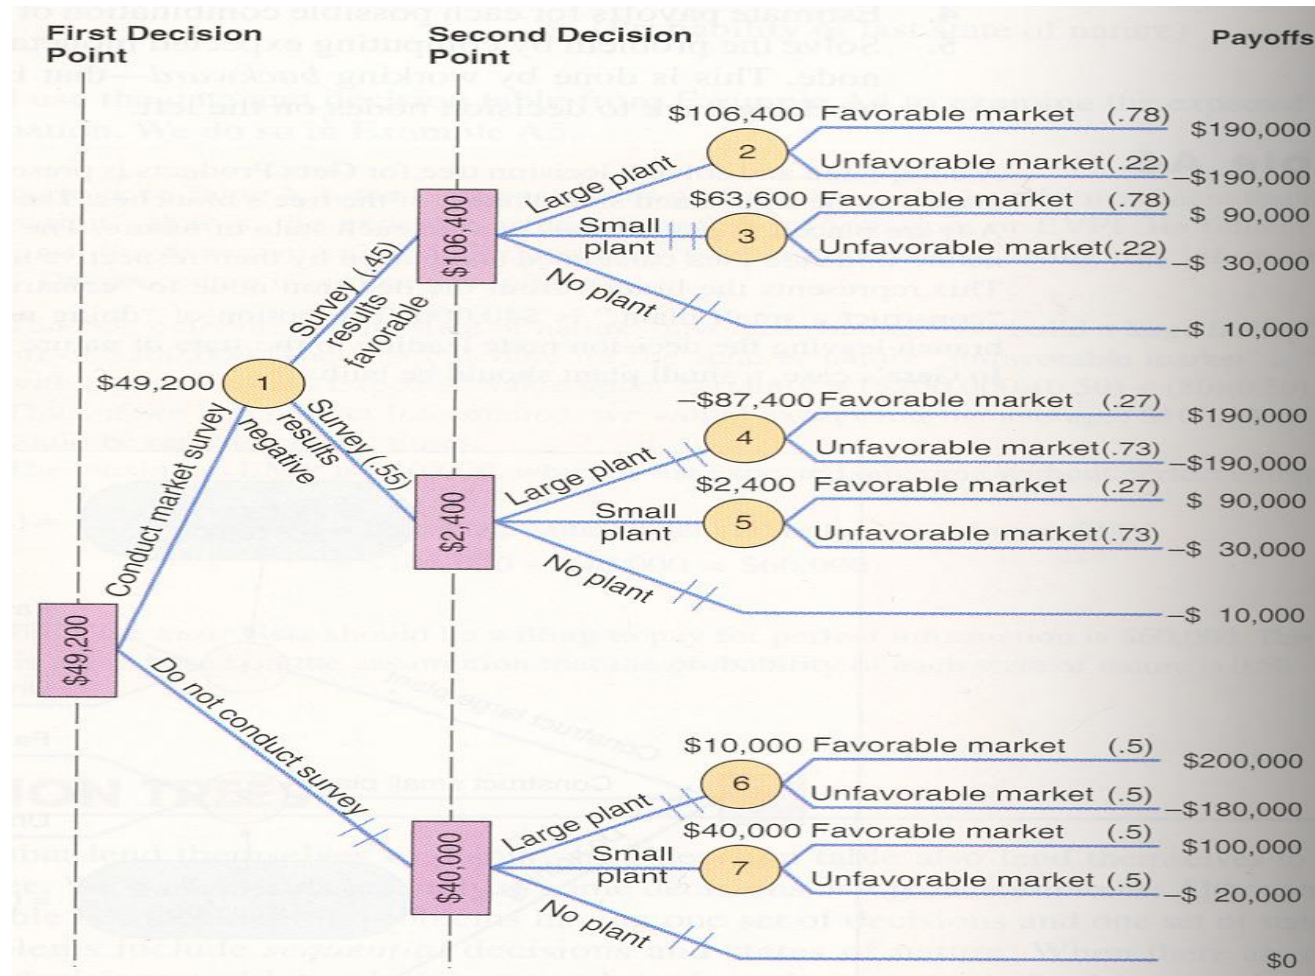 First Decision Point
Second Decision Point
Payoffs
$106,400 Favorable market (.78) $190,000
2
Large plant
Unfavorable market(.22) –$190,000
$63,600 Favorable market (.78) $ 90,000
Small plant
3
Unfavorable market(.22) –$ 30,000
$106,400
No plant
–$ 10,000
Survey (.45) results favorable
$49,200
1
Survey (.55) results negative
–$87,400 Favorable market (.27) $190,000
4
Large plant
Unfavorable market(.73) –$190,000
$2,400 Favorable market (.27) $ 90,000
Small plant
5
Unfavorable market(.73) –$ 30,000
$2,400
No plant
–$ 10,000
Conduct market survey
$49,200
Do not conduct survey
$10,000 Favorable market (.5) $200,000
6
Large plant
Unfavorable market (.5) –$180,000
$40,000 Favorable market (.5) $100,000
Small plant
7
Unfavorable market (.5) –$ 20,000
$40,000
No plant
$0